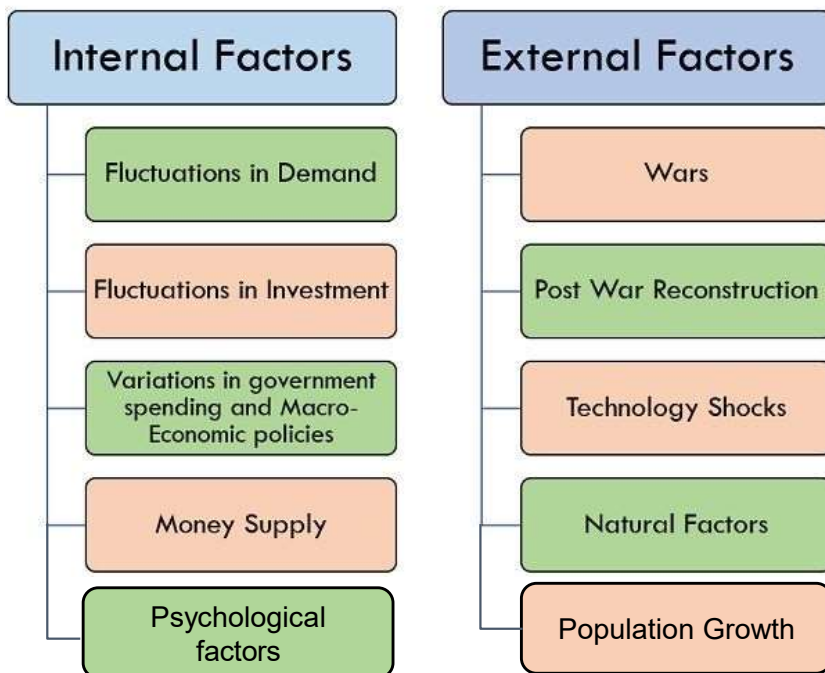 Internal Factors
Fluctuations in Demand
Fluctuations in Investment
Variations in government
spending and Macro-
Economic policies
Money Supply
Psychological
factors
External Factors
Wars
Post War Reconstruction
Technology Shocks
Natural Factors
Population Growth